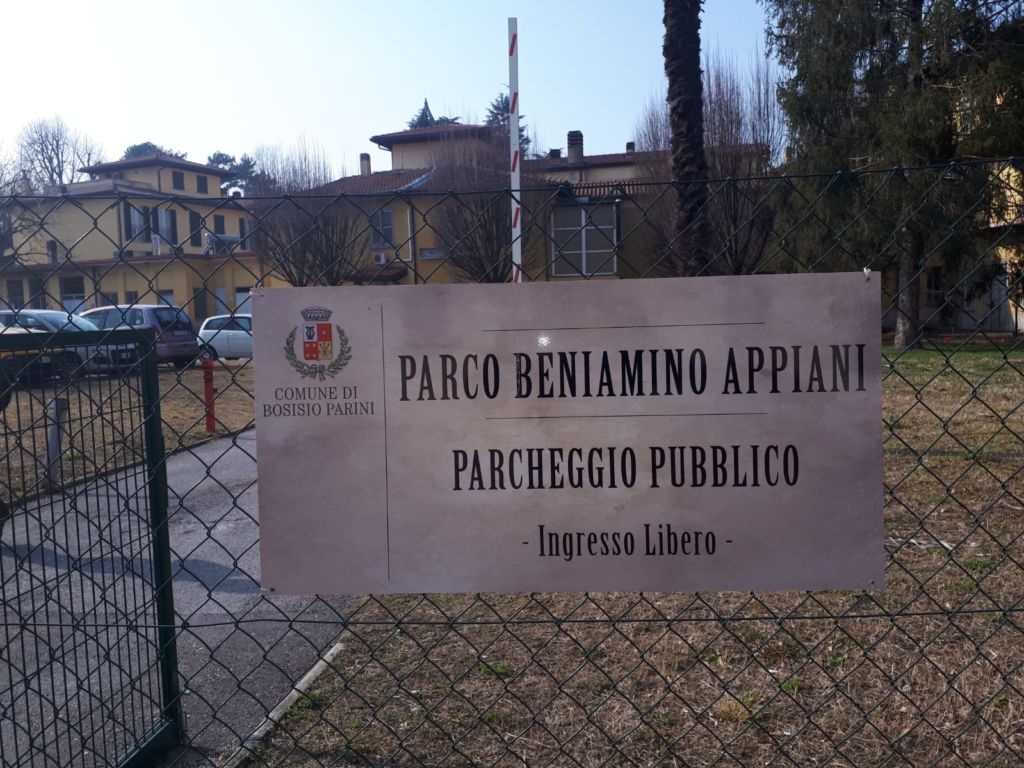 COMUNE DI
BOSISIO PARINI
PARCO BENIAMINO APPIANI
PARCHEGGIO PUBBLICO
- Ingresso Libero -